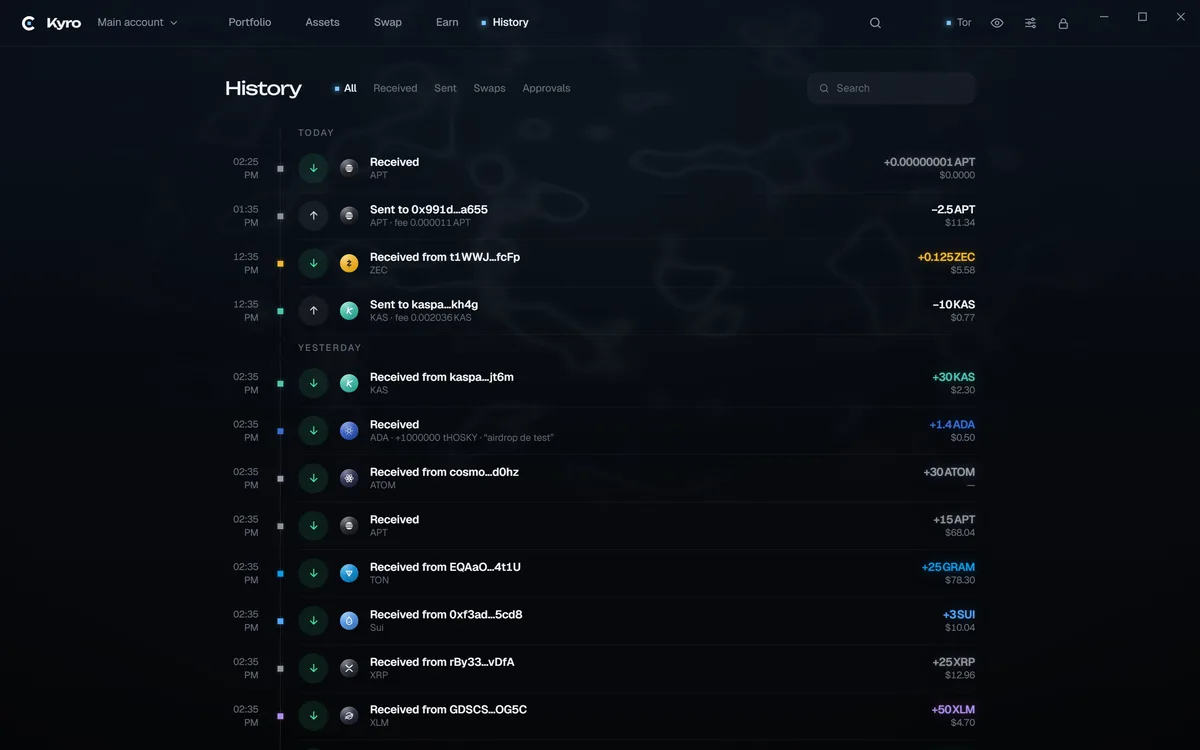 Kyro
Main account
Portfolio
Assets
Swap
Earn
History
Tor
History
All
Received
Sent
Swaps
Approvals
Search
TODAY
02:25 PM
Received
APT
+0.00000001 APT
$0.0000
01:35 PM
Sent to 0x991d...a655
APT · fee 0.000011 APT
−2.5 APT
$11.34
12:35 PM
Received from t1WWJ...fcFp
ZEC
+0.125 ZEC
$5.58
12:35 PM
Sent to kaspa...kh4g
KAS · fee 0.002036 KAS
−10 KAS
$0.77
YESTERDAY
02:35 PM
Received from kaspa...jt6m
KAS
+30 KAS
$2.30
02:35 PM
Received
ADA · +1000000 tHOSKY · "airdrop de test"
+1.4 ADA
$0.50
02:35 PM
Received from cosmo...d0hz
ATOM
+30 ATOM
—
02:35 PM
Received
APT
+15 APT
$68.04
02:35 PM
Received from EQAaO...4t1U
TON
+25 GRAM
$78.30
02:35 PM
Received from 0xf3ad...5cd8
Sui
+3 SUI
$10.04
02:35 PM
Received from rBy33...vDfA
XRP
+25 XRP
$12.96
02:35 PM
Received from GDSCS...OG5C
XLM
+50 XLM
$4.70